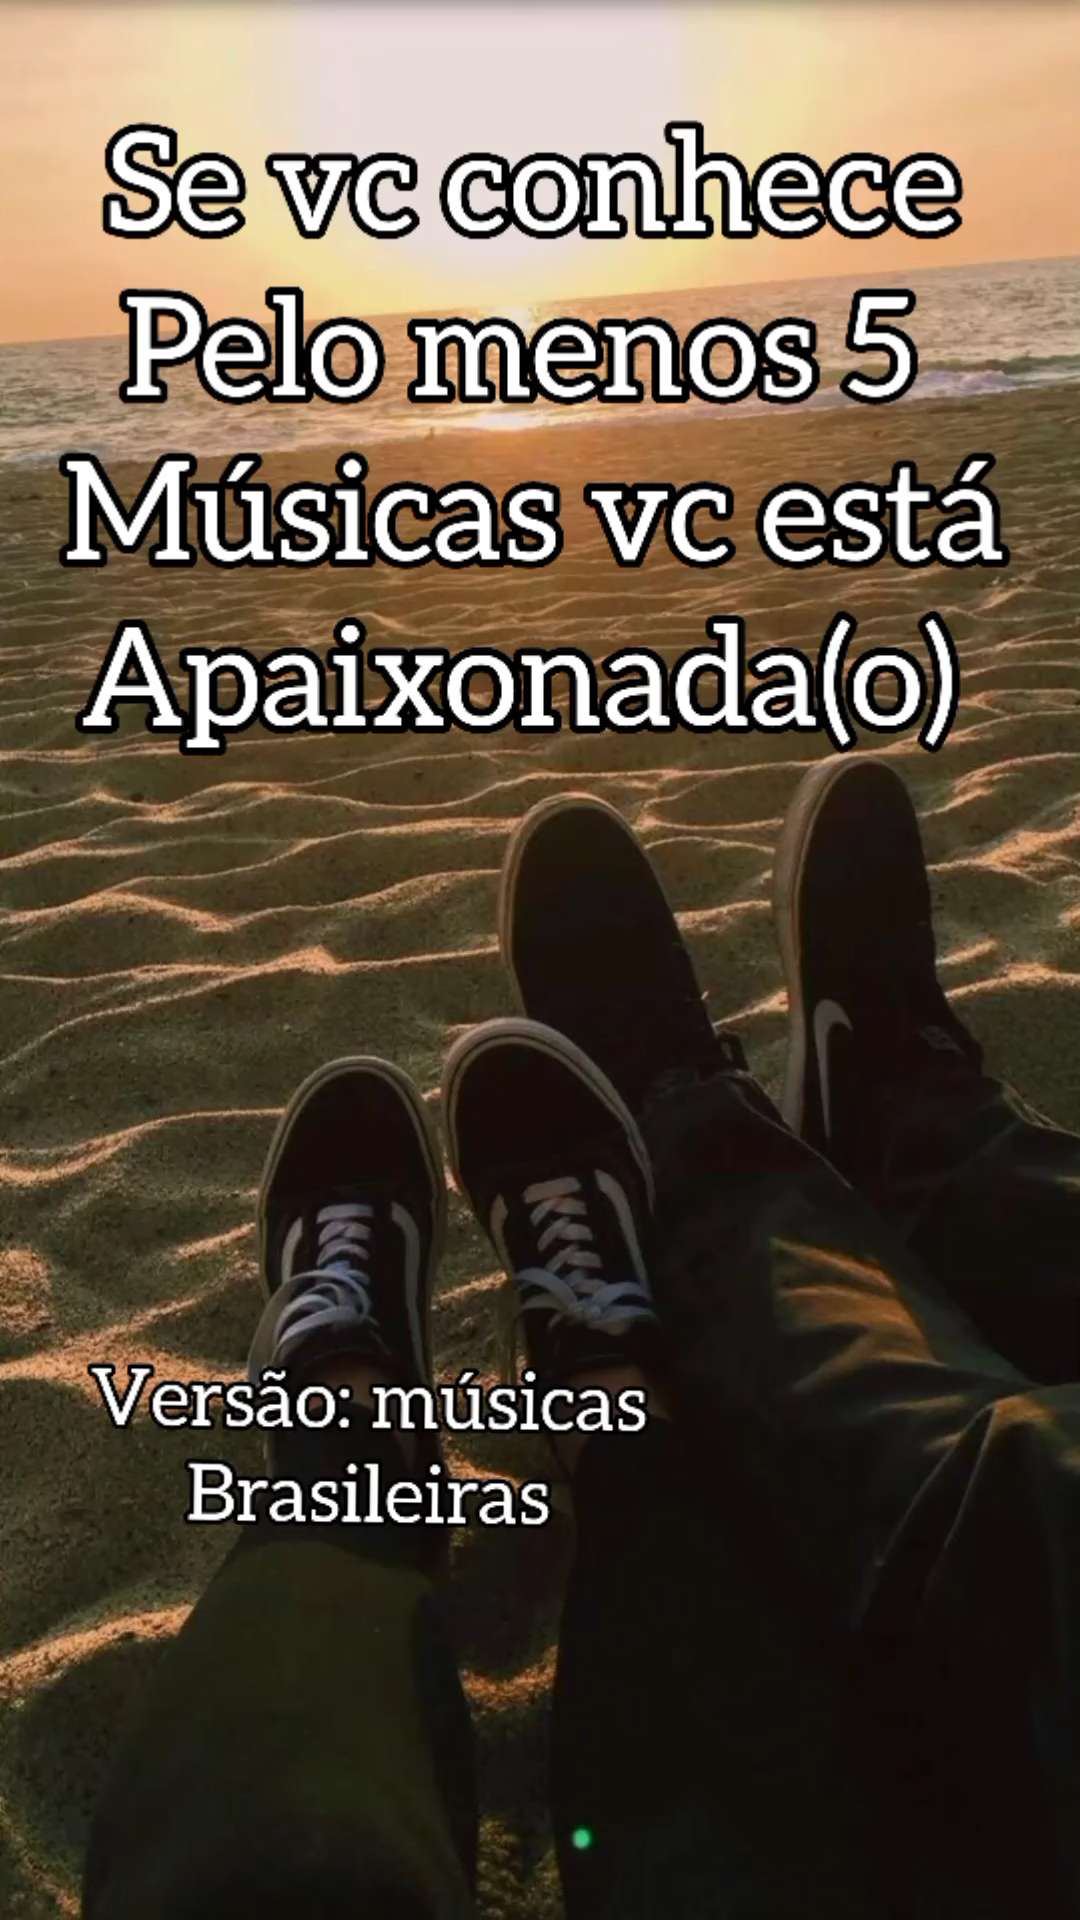 Se vc conhece
Pelo menos 5
Músicas vc está
Apaixonada(o)
Versão: músicas
Brasileiras